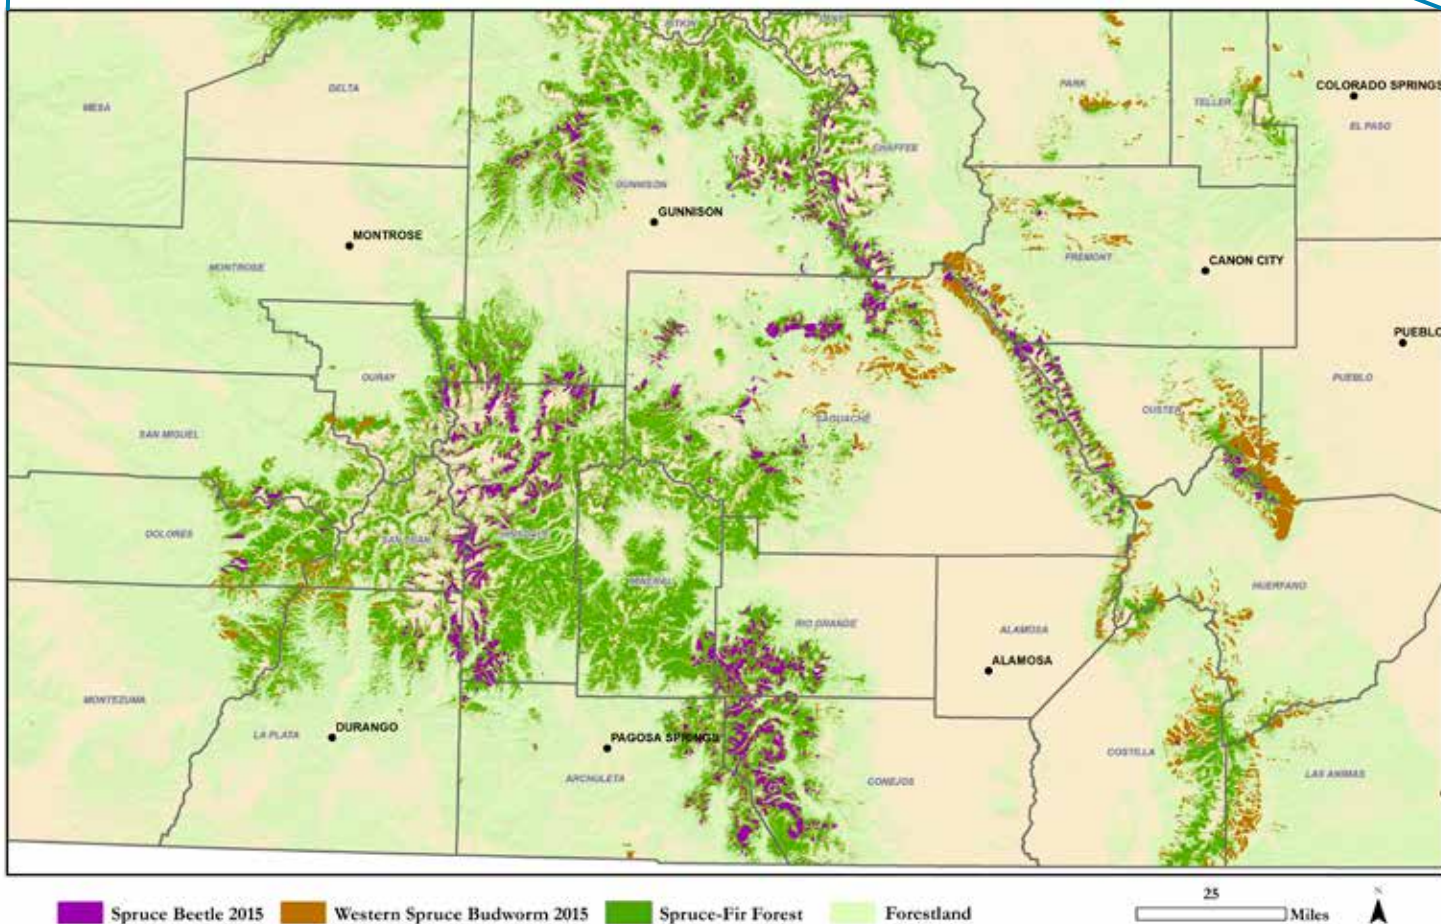 PITKIN
MESA
DELTA
PARK
TELLER
COLORADO SPRINGS
EL PASO
CHAFFEE
GUNNISON
GUNNISON
MONTROSE
MONTROSE
FREMONT
CANON CITY
PUEBLO
PUEBLO
OURAY
SAN MIGUEL
SAGUACHE
CUSTER
DOLORES
SAN JUAN
HINSDALE
MINERAL
HUERFANO
RIO GRANDE
ALAMOSA
ALAMOSA
MONTEZUMA
LA PLATA
DURANGO
PAGOSA SPRINGS
ARCHULETA
CONEJOS
COSTILLA
LAS ANIMAS
Spruce Beetle 2015
Western Spruce Budworm 2015
Spruce-Fir Forest
Forestland
25
Miles
N